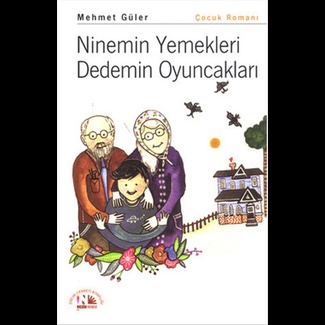 Mehmet Güler
Çocuk Romanı
Ninemin Yemekleri
Dedemin Oyuncakları